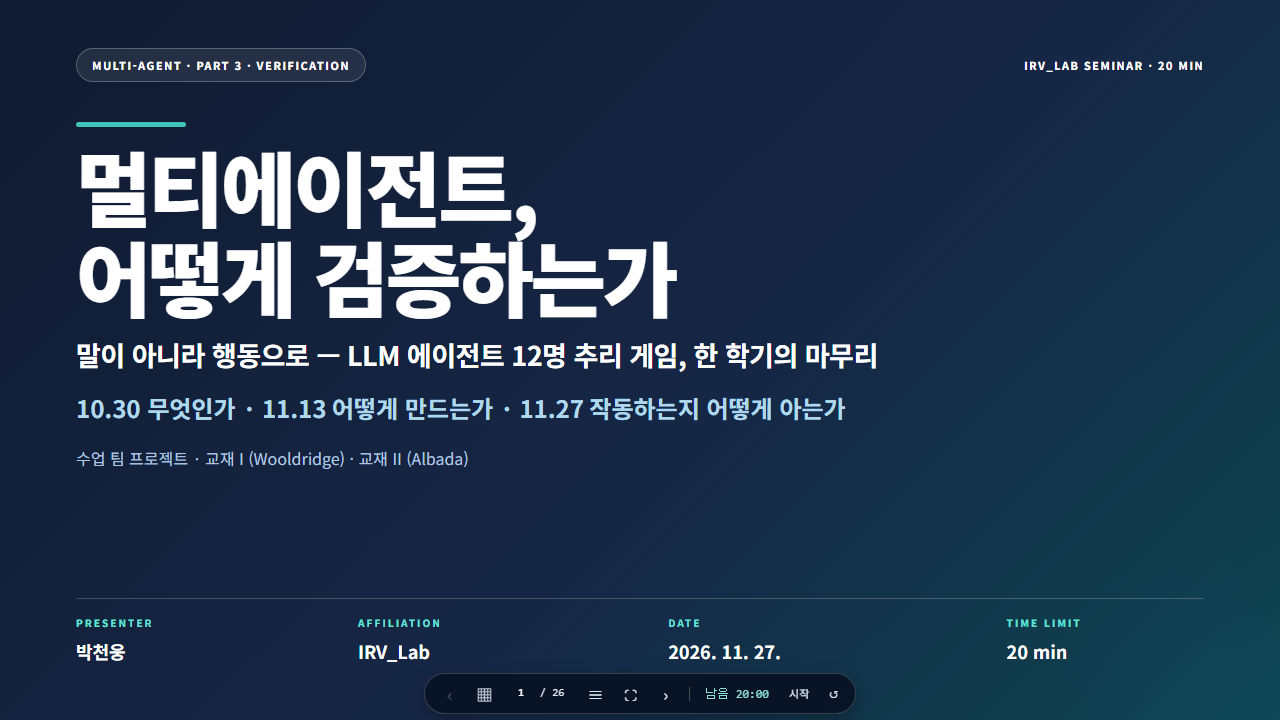 MULTI-AGENT · PART 3 · VERIFICATION
IRV_LAB SEMINAR · 20 MIN
멀티에이전트,
어떻게 검증하는가
말이 아니라 행동으로 — LLM 에이전트 12명 추리 게임, 한 학기의 마무리
10.30 무엇인가 · 11.13 어떻게 만드는가 · 11.27 작동하는지 어떻게 아는가
수업 팀 프로젝트 · 교재 I (Wooldridge) · 교재 II (Albada)
PRESENTER
박천웅
AFFILIATION
IRV_Lab
DATE
2026. 11. 27.
TIME LIMIT
20 min
1 / 26
남음 20:00
시작